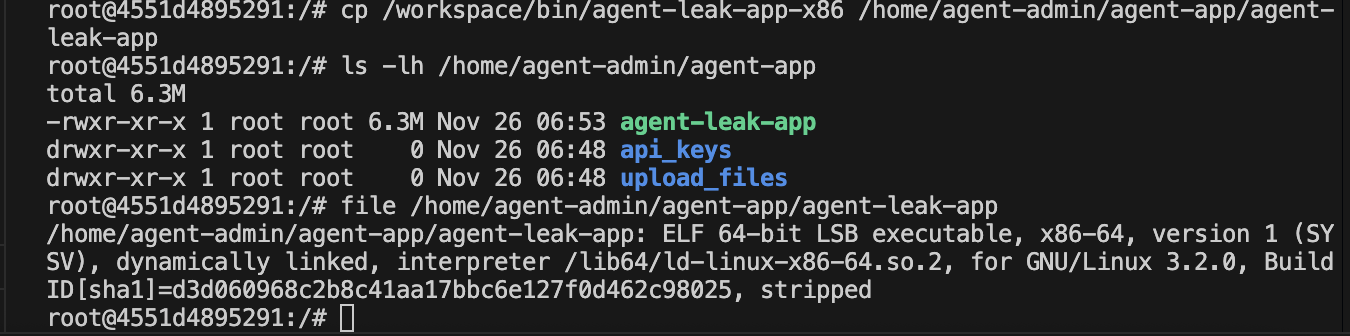 root@4551d4895291:/# cp /workspace/bin/agent-leak-app-x86 /home/agent-admin/agent-app/agent-
leak-app
root@4551d4895291:/# ls -lh /home/agent-admin/agent-app
total 6.3M
-rwxr-xr-x 1 root root 6.3M Nov 26 06:53 agent-leak-app
drwxr-xr-x 1 root root    0 Nov 26 06:48 api_keys
drwxr-xr-x 1 root root    0 Nov 26 06:48 upload_files
root@4551d4895291:/# file /home/agent-admin/agent-app/agent-leak-app
/home/agent-admin/agent-app/agent-leak-app: ELF 64-bit LSB executable, x86-64, version 1 (SY
SV), dynamically linked, interpreter /lib64/ld-linux-x86-64.so.2, for GNU/Linux 3.2.0, Build
ID[sha1]=d3d060968c2b8c41aa17bbc6e127f0d462c98025, stripped
root@4551d4895291:/#